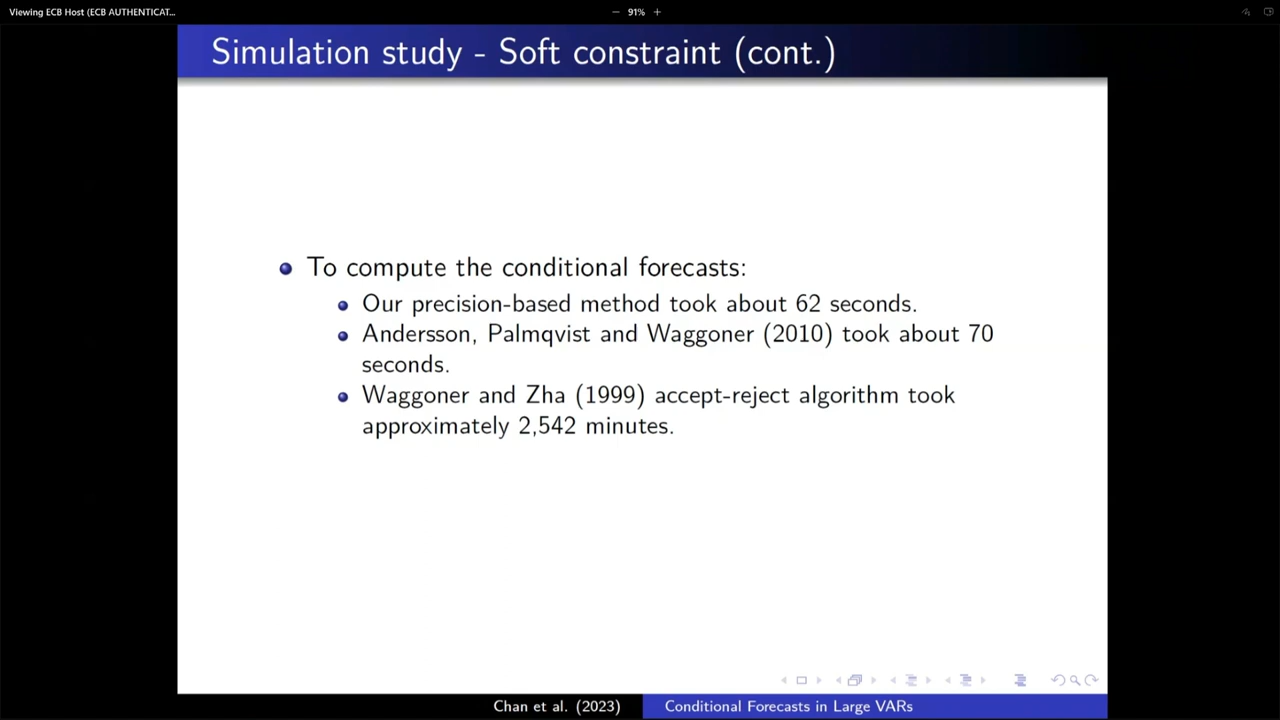 Viewing ECB Host (ECB AUTHENTICAT...
91%
Simulation study - Soft constraint (cont.)
To compute the conditional forecasts:
Our precision-based method took about 62 seconds.
Andersson, Palmqvist and Waggoner (2010) took about 70
seconds.
Waggoner and Zha (1999) accept-reject algorithm took
approximately 2,542 minutes.
Chan et al. (2023)
Conditional Forecasts in Large VARs